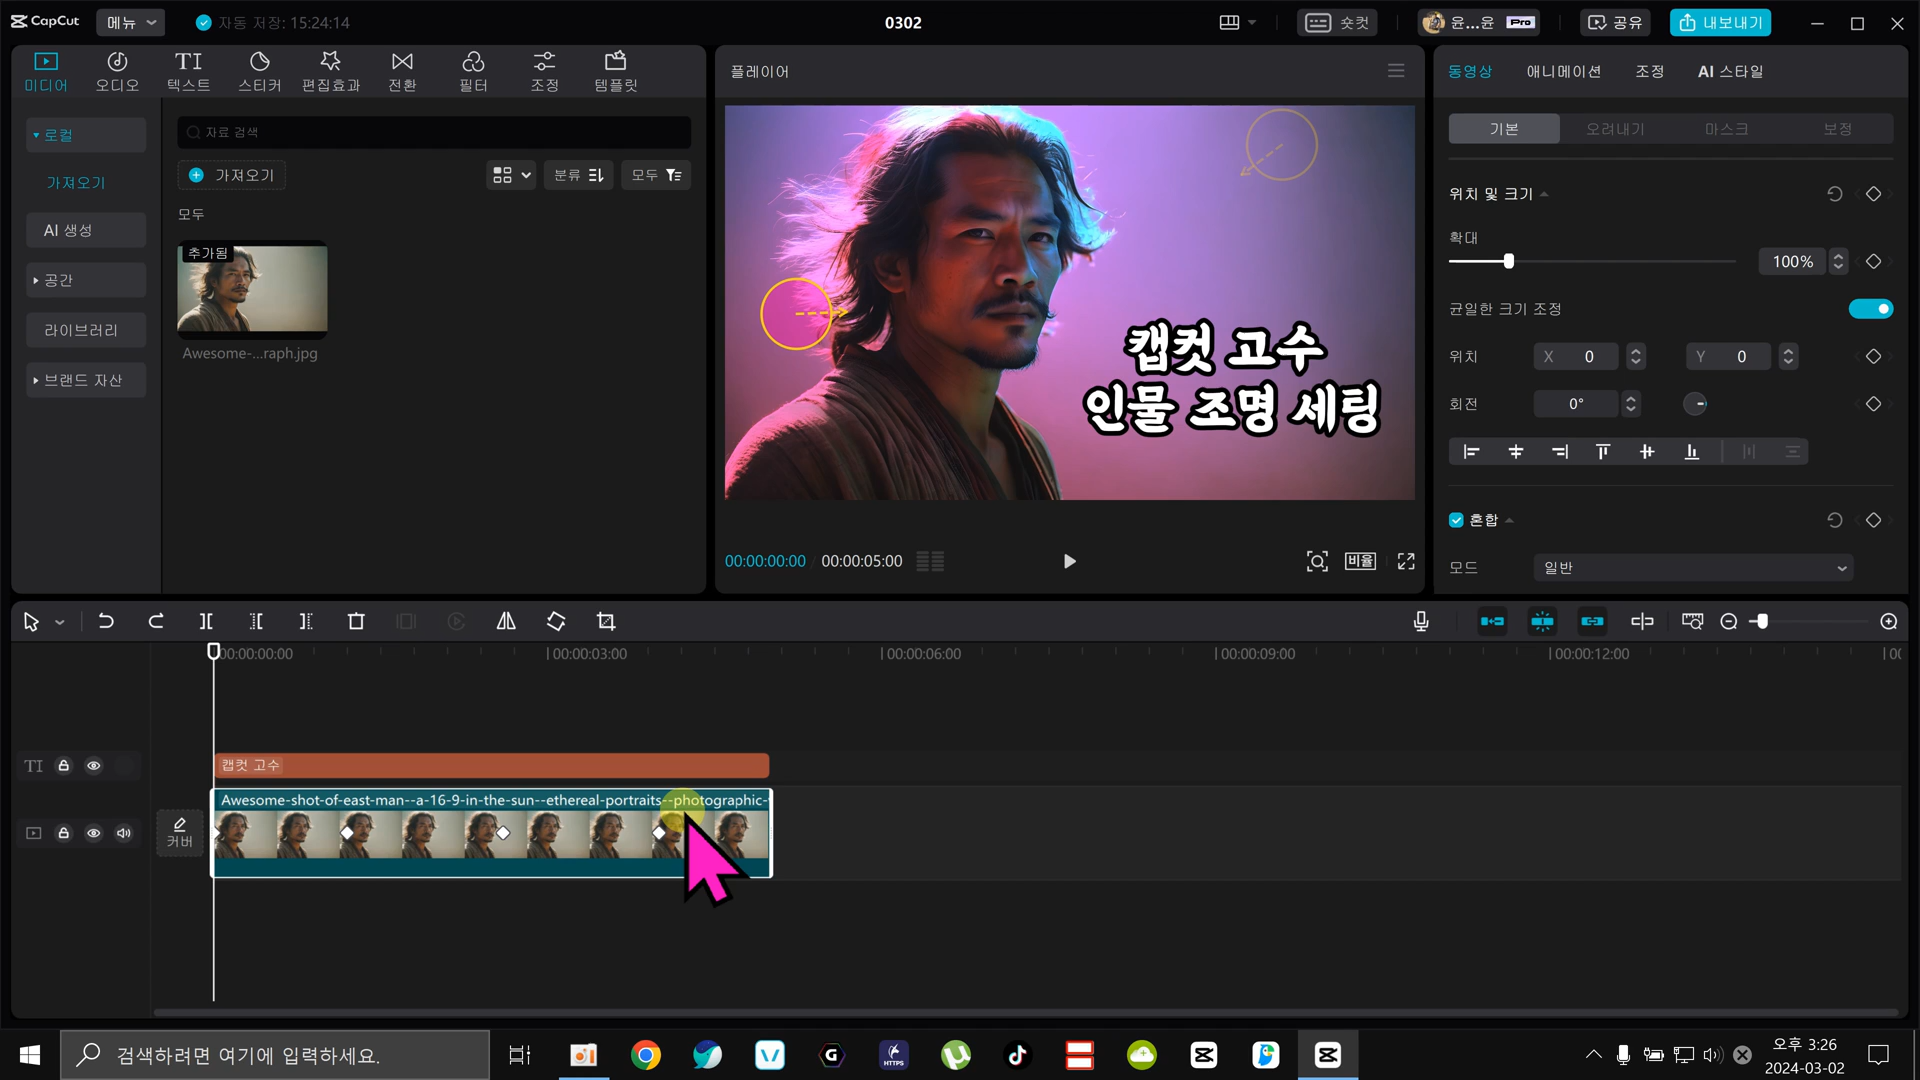 CapCut
메뉴
자동 저장: 15:24:14
0302
숏컷
윤...윤
Pro
공유
내보내기
미디어
오디오
TI
텍스트
스티커
편집효과
전환
필터
조정
템플릿
로컬
가져오기
AI 생성
공간
라이브러리
브랜드 자산
자료 검색
가져오기
분류
모두
모두
추가됨
Awesome-...raph.jpg
플레이어
캡컷 고수
인물 조명 세팅
00:00:00:00
00:00:05:00
비율
동영상
애니메이션
조정
AI 스타일
기본
오려내기
마스크
보정
위치 및 크기
확대
100%
균일한 크기 조정
위치
X 0
Y 0
회전
0°
혼합
모드
일반
00:00:00:00
00:00:03:00
00:00:06:00
00:00:09:00
00:00:12:00
TI
캡컷 고수
커버
Awesome-shot-of-east-man--a-16-9-in-the-sun--ethereal-portraits--photographic-
검색하려면 여기에 입력하세요.
HTTPS
오후 3:26
2024-03-02